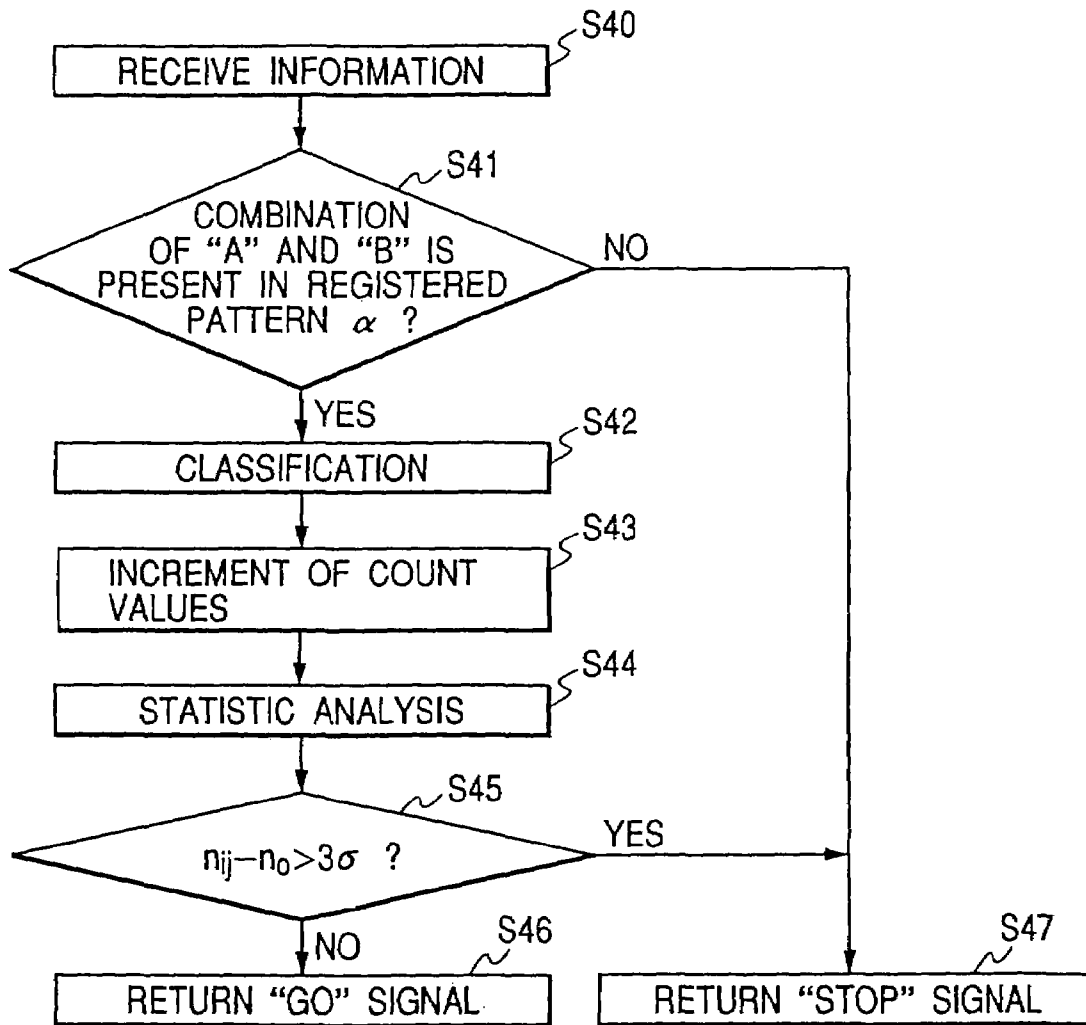 S40
RECEIVE INFORMATION
S41
COMBINATION
OF “A” AND “B” IS
PRESENT IN REGISTERED
PATTERN α ?
NO
YES
S42
CLASSIFICATION
S43
INCREMENT OF COUNT
VALUES
S44
STATISTIC ANALYSIS
S45
nij−n0>3σ ?
YES
NO
S46
RETURN “GO” SIGNAL
S47
RETURN “STOP” SIGNAL